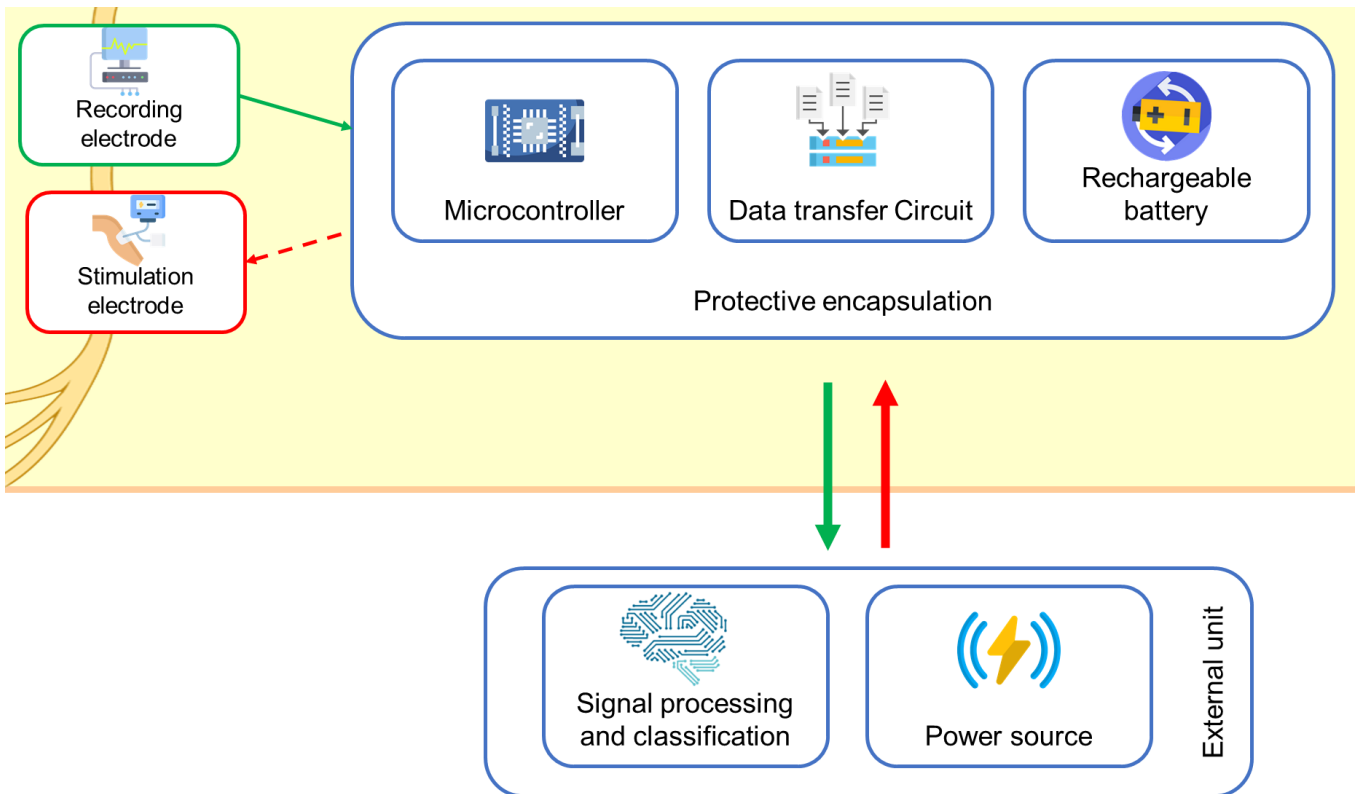 Recording
electrode
Stimulation
electrode
Microcontroller
Data transfer Circuit
Rechargeable
battery
Protective encapsulation
Signal processing
and classification
Power source
External unit